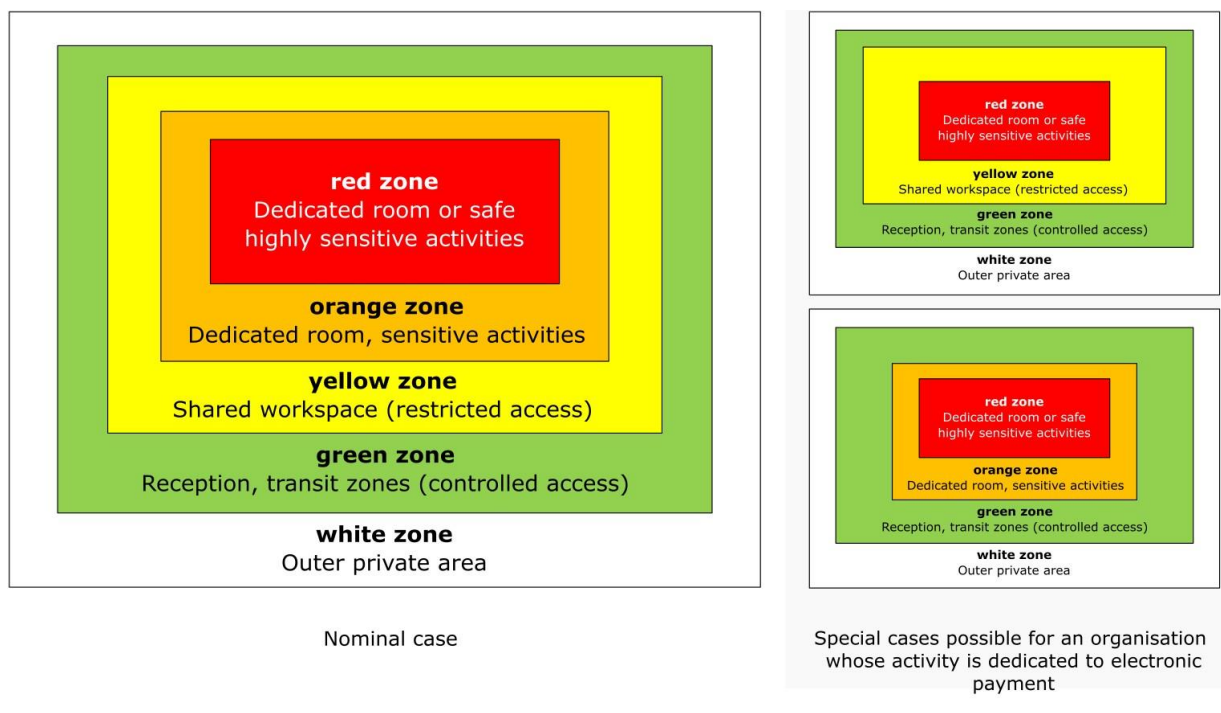 red zone
Dedicated room or safe
highly sensitive activities
orange zone
Dedicated room, sensitive activities
yellow zone
Shared workspace (restricted access)
green zone
Reception, transit zones (controlled access)
white zone
Outer private area
Nominal case
red zone
Dedicated room or safe
highly sensitive activities
yellow zone
Shared workspace (restricted access)
green zone
Reception, transit zones (controlled access)
white zone
Outer private area
red zone
Dedicated room or safe
highly sensitive activities
orange zone
Dedicated room, sensitive activities
green zone
Reception, transit zones (controlled access)
white zone
Outer private area
Special cases possible for an organisation
whose activity is dedicated to electronic
payment